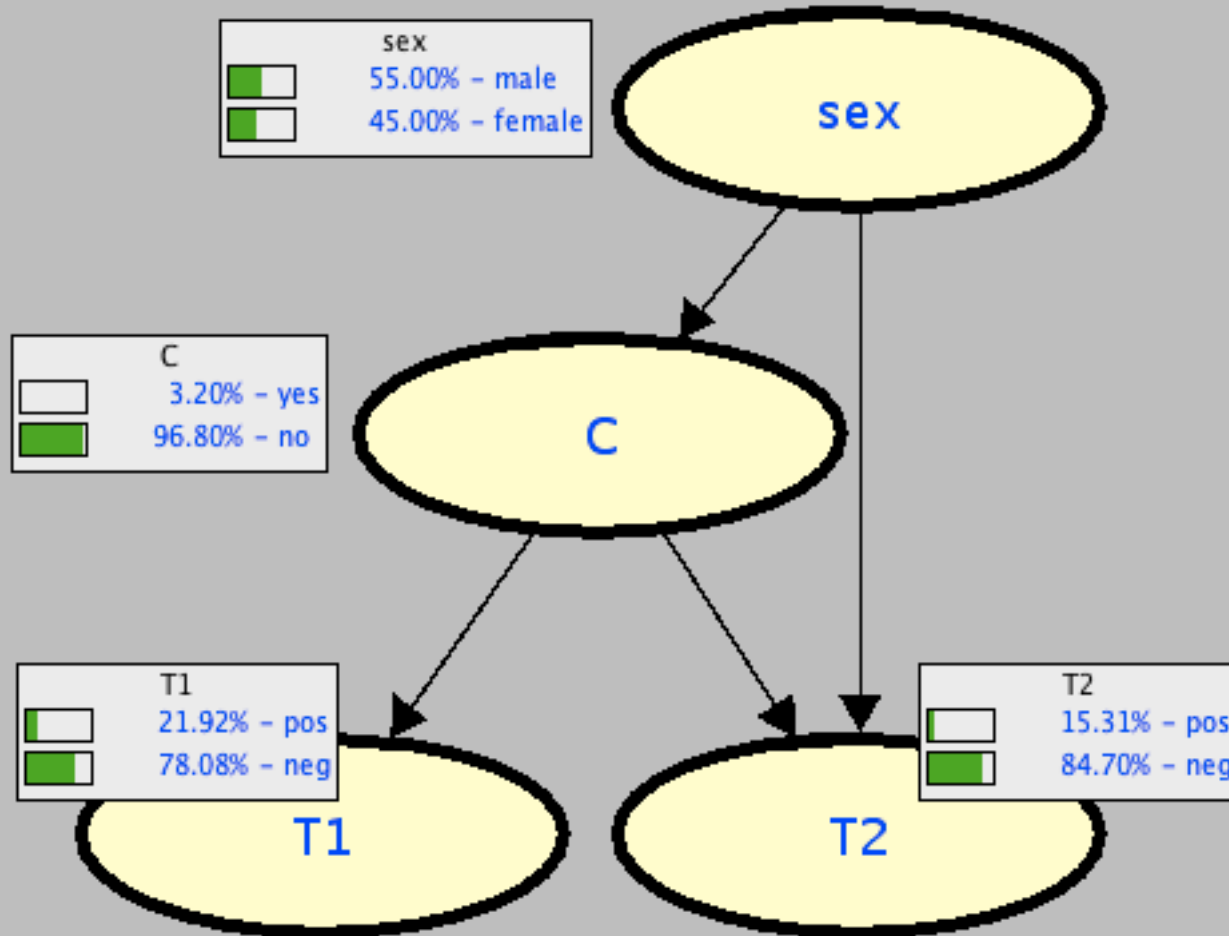 sex
55.00% – male
45.00% – female
sex
C
3.20% – yes
96.80% – no
C
T1
21.92% – pos
78.08% – neg
T2
15.31% – pos
84.70% – neg
T1
T2